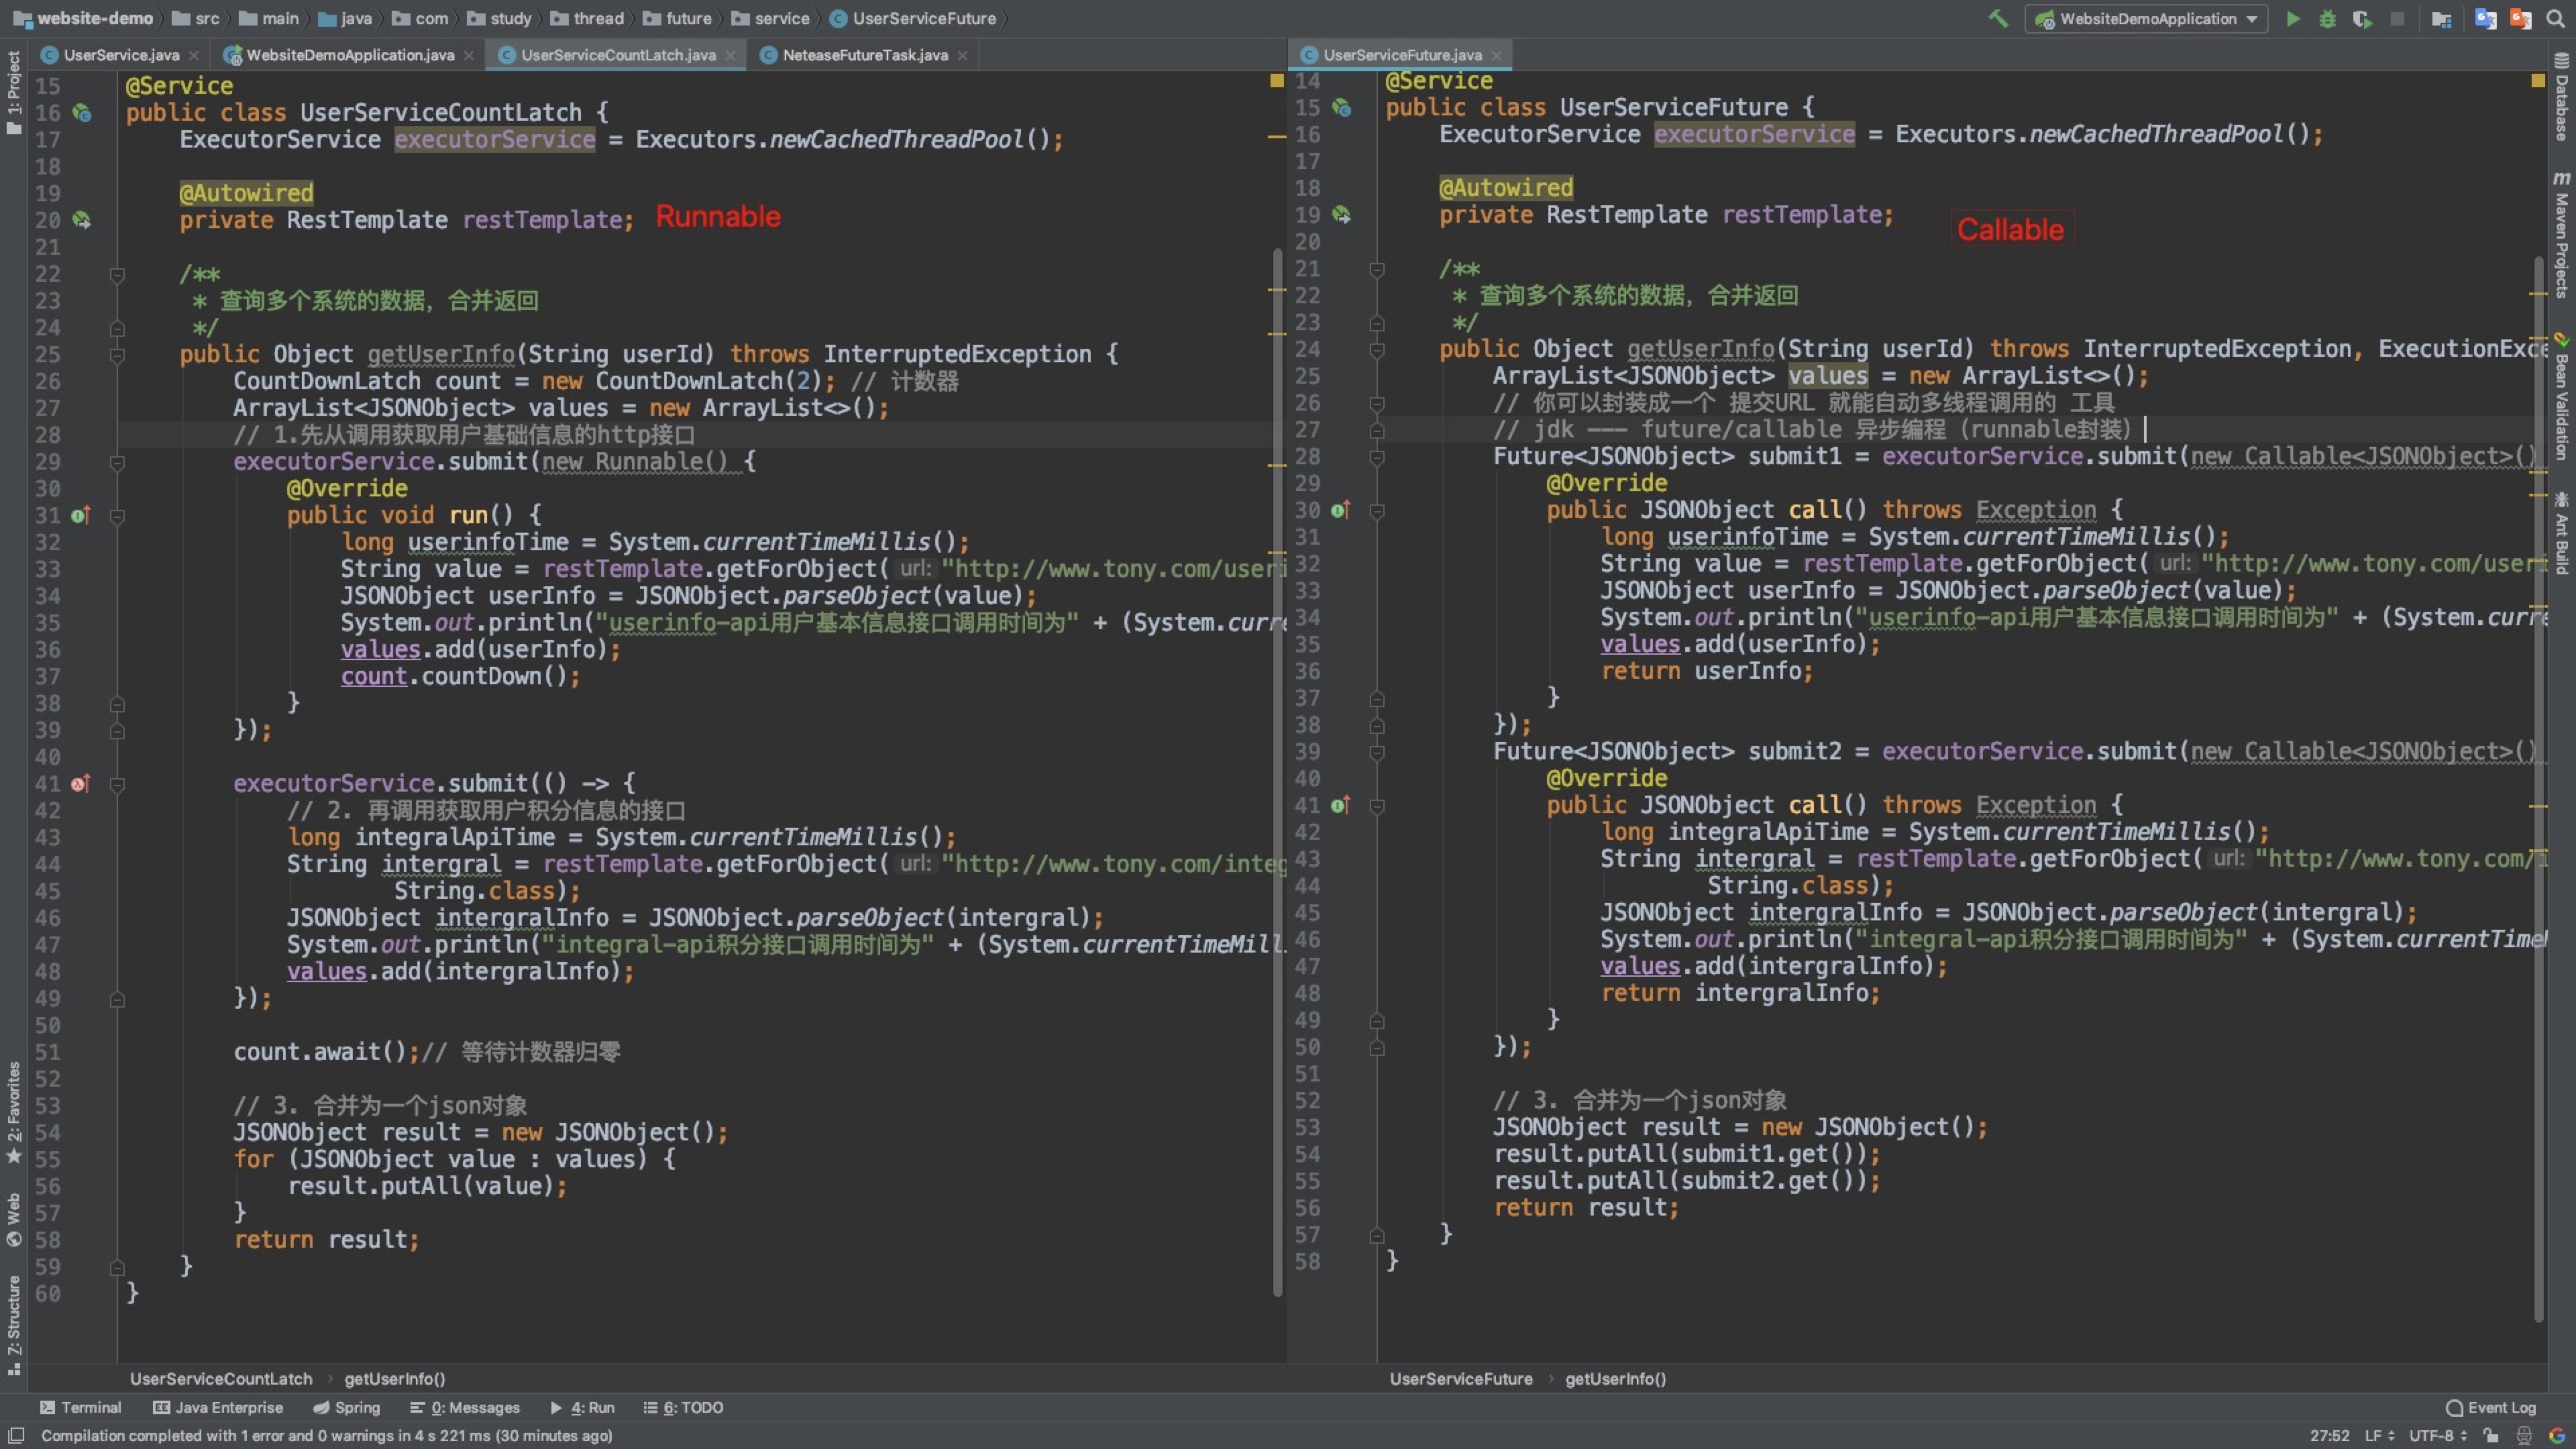 website-demo src main java com study thread future service UserServiceFuture WebsiteDemoApplication
UserService.java WebsiteDemoApplication.java UserServiceCountLatch.java NeteaseFutureTask.java UserServiceFuture.java
1: Project
2: Favorites
Web
Z: Structure
15 @Service
16 public class UserServiceCountLatch {
17 ExecutorService executorService = Executors.newCachedThreadPool();
18
19 @Autowired
20 private RestTemplate restTemplate; Runnable
21
22 /**
23 * 查询多个系统的数据，合并返回
24 */
25 public Object getUserInfo(String userId) throws InterruptedException {
26 CountDownLatch count = new CountDownLatch(2); // 计数器
27 ArrayList<JSONObject> values = new ArrayList<>();
28 // 1.先从调用获取用户基础信息的http接口
29 executorService.submit(new Runnable() {
30 @Override
31 public void run() {
32 long userinfoTime = System.currentTimeMillis();
33 String value = restTemplate.getForObject( url: "http://www.tony.com/useri
34 JSONObject userInfo = JSONObject.parseObject(value);
35 System.out.println("userinfo-api用户基本信息接口调用时间为" + (System.curre
36 values.add(userInfo);
37 count.countDown();
38 }
39 });
40
41 executorService.submit(() -> {
42 // 2. 再调用获取用户积分信息的接口
43 long integralApiTime = System.currentTimeMillis();
44 String intergral = restTemplate.getForObject( url: "http://www.tony.com/integ
45 String.class);
46 JSONObject intergralInfo = JSONObject.parseObject(intergral);
47 System.out.println("integral-api积分接口调用时间为" + (System.currentTimeMill
48 values.add(intergralInfo);
49 });
50
51 count.await();// 等待计数器归零
52
53 // 3. 合并为一个json对象
54 JSONObject result = new JSONObject();
55 for (JSONObject value : values) {
56 result.putAll(value);
57 }
58 return result;
59 }
60 }
UserServiceCountLatch getUserInfo()
14 @Service
15 public class UserServiceFuture {
16 ExecutorService executorService = Executors.newCachedThreadPool();
17
18 @Autowired
19 private RestTemplate restTemplate; Callable
20
21 /**
22 * 查询多个系统的数据，合并返回
23 */
24 public Object getUserInfo(String userId) throws InterruptedException, ExecutionExce
25 ArrayList<JSONObject> values = new ArrayList<>();
26 // 你可以封装成一个 提交URL 就能自动多线程调用的 工具
27 // jdk --- future/callable 异步编程（runnable封装）
28 Future<JSONObject> submit1 = executorService.submit(new Callable<JSONObject>()
29 @Override
30 public JSONObject call() throws Exception {
31 long userinfoTime = System.currentTimeMillis();
32 String value = restTemplate.getForObject( url: "http://www.tony.com/useri
33 JSONObject userInfo = JSONObject.parseObject(value);
34 System.out.println("userinfo-api用户基本信息接口调用时间为" + (System.curre
35 values.add(userInfo);
36 return userInfo;
37 }
38 });
39 Future<JSONObject> submit2 = executorService.submit(new Callable<JSONObject>()
40 @Override
41 public JSONObject call() throws Exception {
42 long integralApiTime = System.currentTimeMillis();
43 String intergral = restTemplate.getForObject( url: "http://www.tony.com/i
44 String.class);
45 JSONObject intergralInfo = JSONObject.parseObject(intergral);
46 System.out.println("integral-api积分接口调用时间为" + (System.currentTimeM
47 values.add(intergralInfo);
48 return intergralInfo;
49 }
50 });
51
52 // 3. 合并为一个json对象
53 JSONObject result = new JSONObject();
54 result.putAll(submit1.get());
55 result.putAll(submit2.get());
56 return result;
57 }
58 }
UserServiceFuture getUserInfo()
Database
Maven Projects
Bean Validation
Ant Build
Terminal Java Enterprise Spring 0: Messages 4: Run 6: TODO Event Log
Compilation completed with 1 error and 0 warnings in 4 s 221 ms (30 minutes ago) 27:52 LF UTF-8